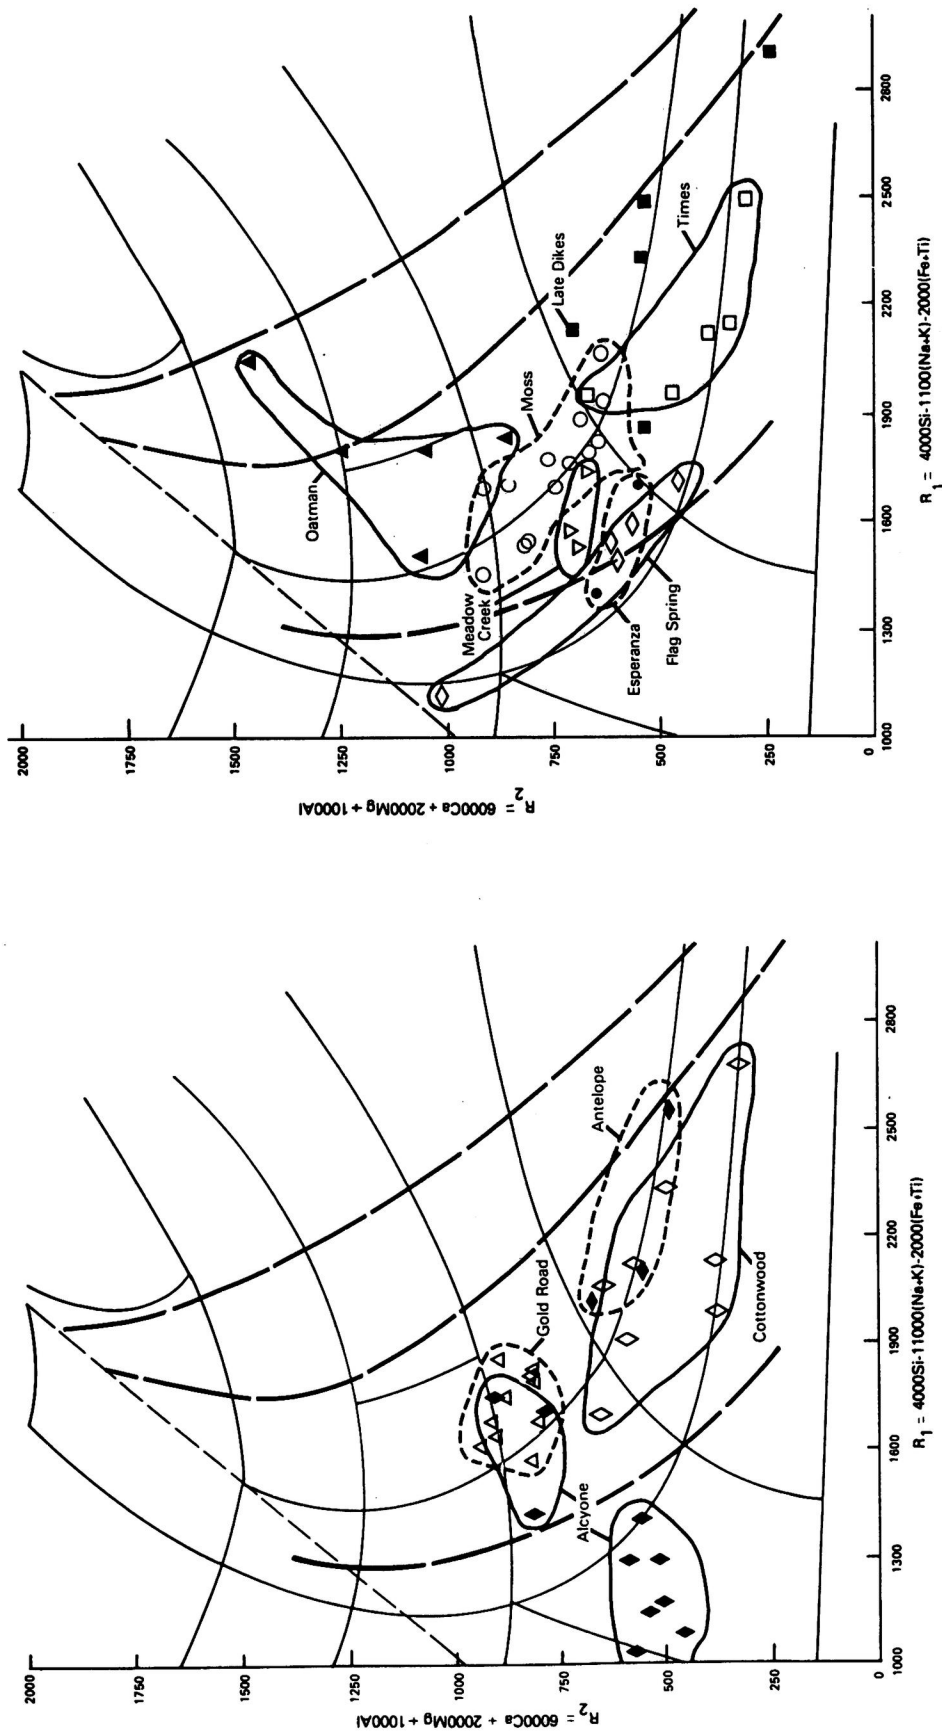 2000
1750
1500
1250
1000
750
500
250
0
R2 = 6000Ca + 2000Mg + 1000Al
1000
1300
1600
1900
2200
2500
2800
R1 = 4000Si-11000(Na+K)-2000(Fe+Ti)
Alcyone
Gold Road
Antelope
Cottonwood
2000
1750
1500
1250
1000
750
500
250
0
R2 = 6000Ca + 2000Mg + 1000Al
1000
1300
1600
1900
2200
2500
2800
R1 = 4000Si-1100(Na+K)-2000(Fe+Ti)
Oatman
Meadow
Creek
Moss
Late Dikes
Times
Esperanza
Flag Spring